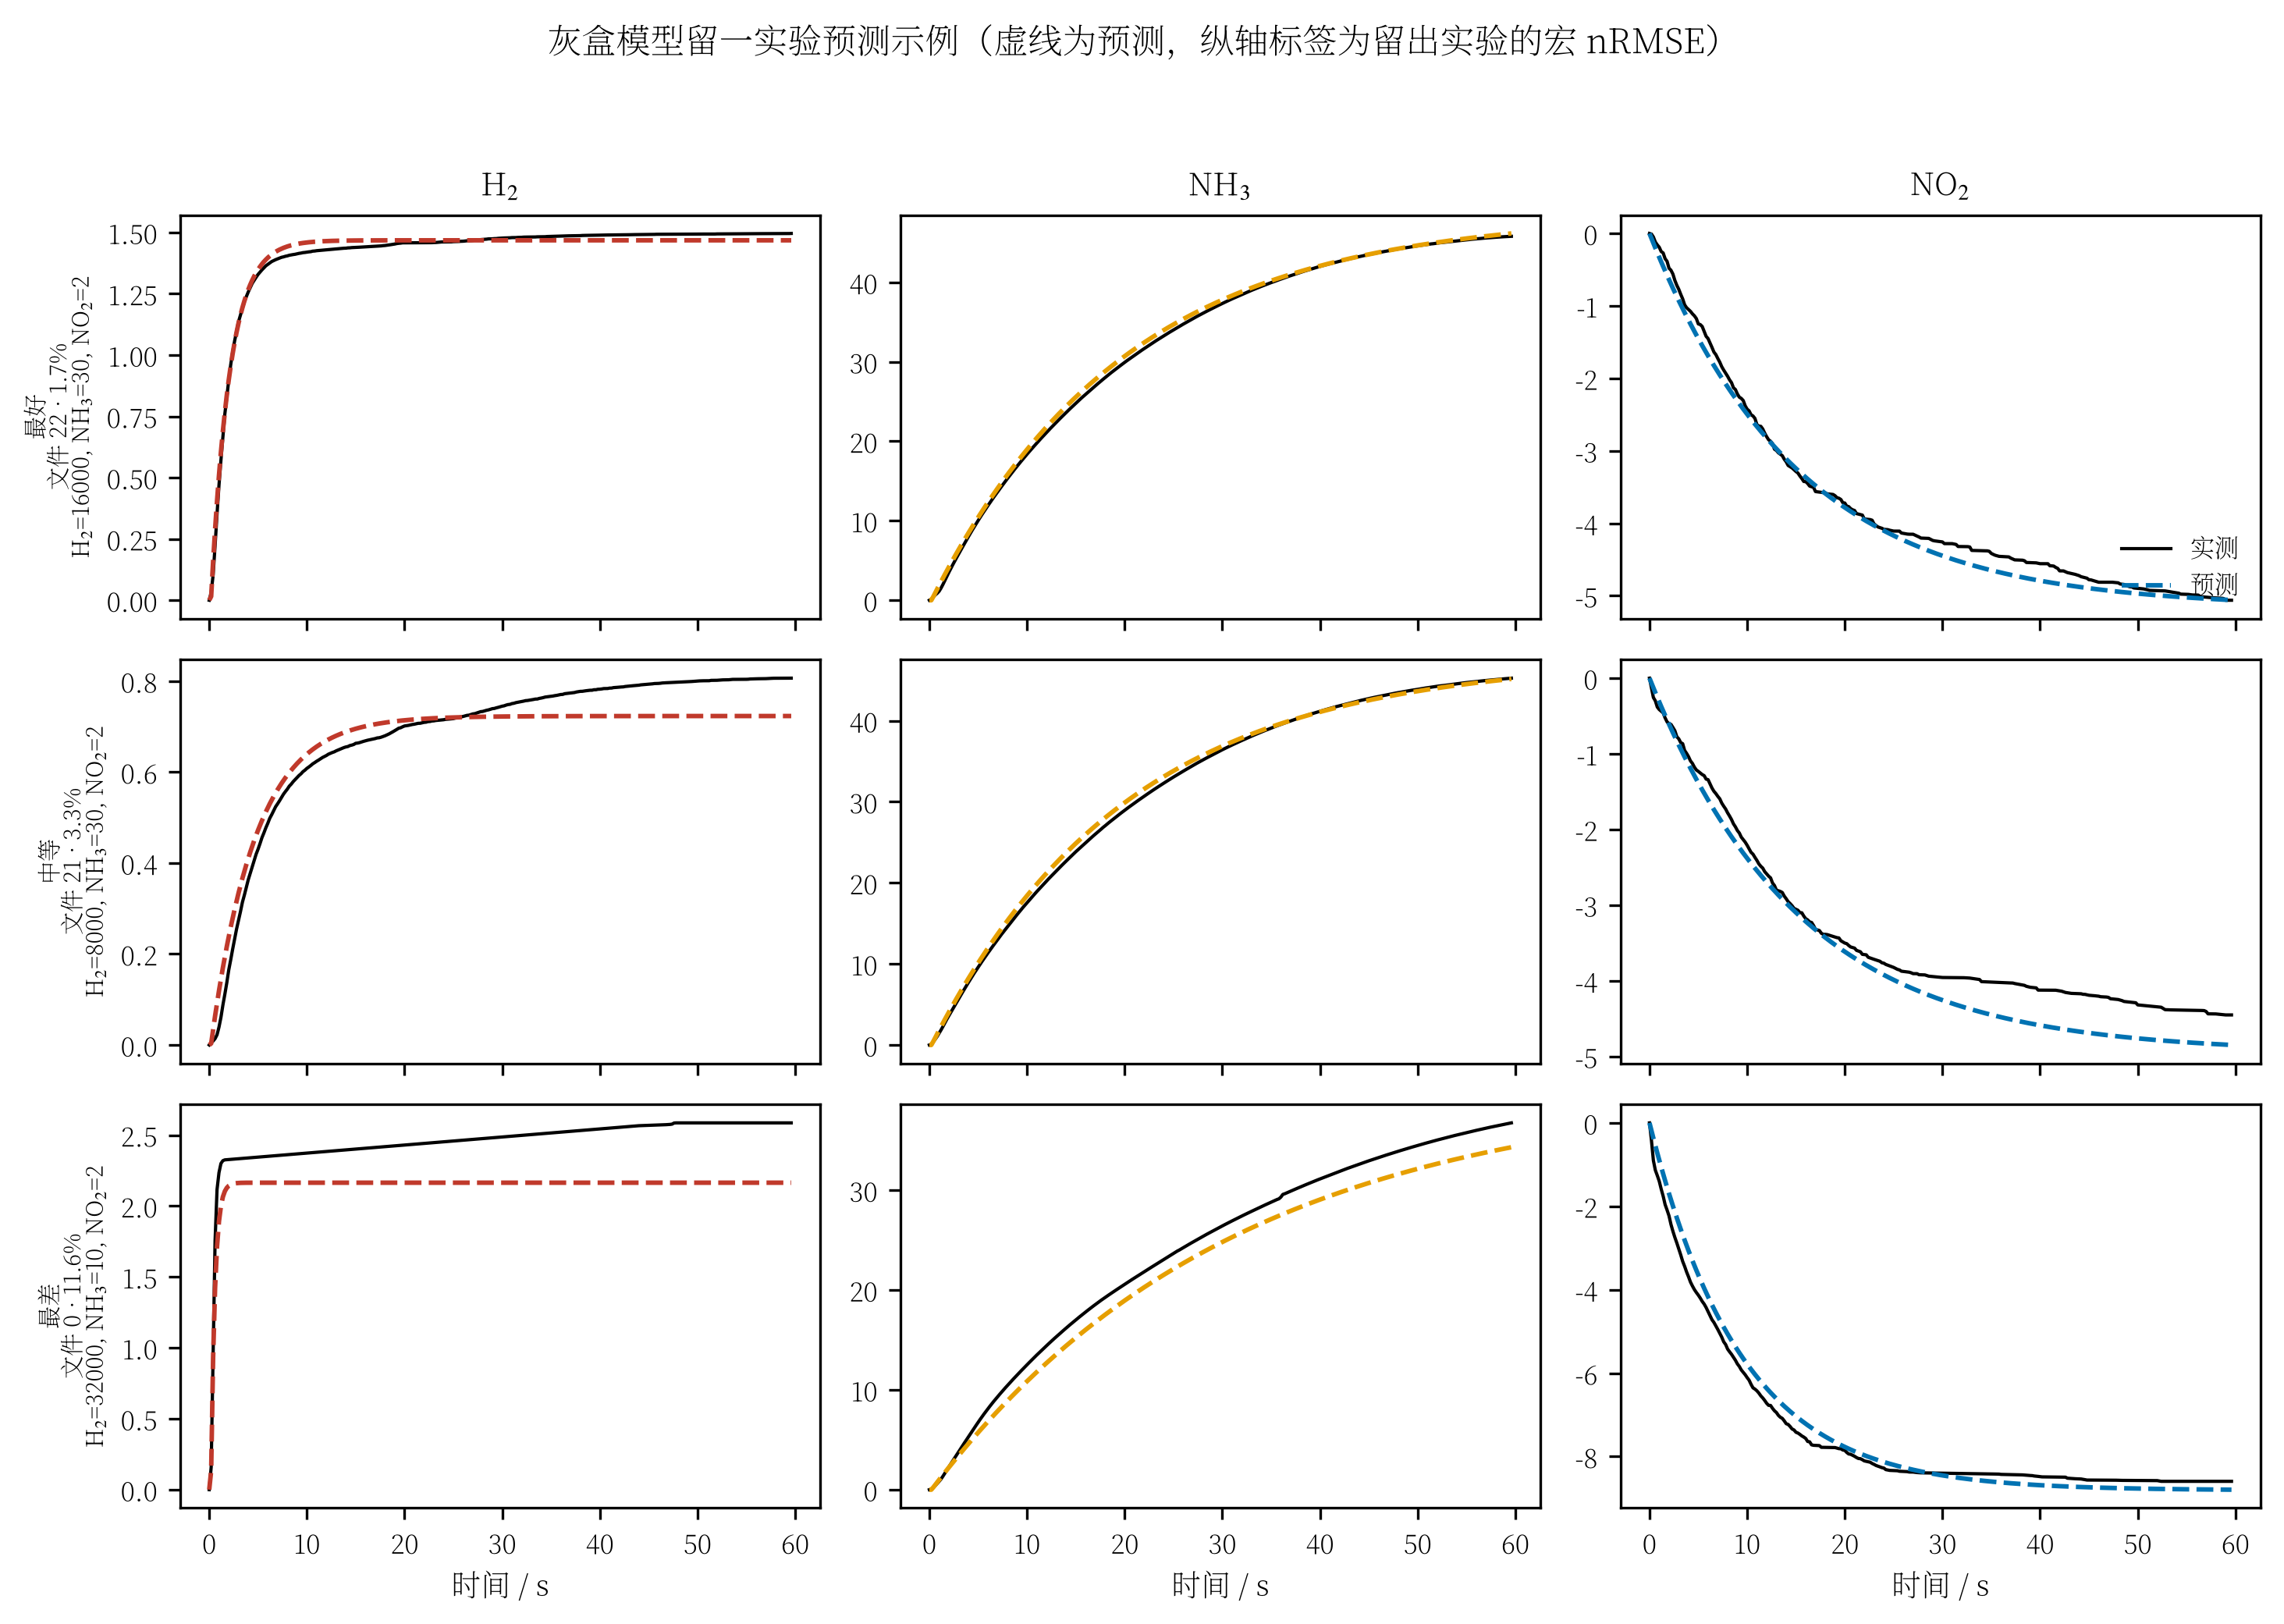 灰盒模型留一实验预测示例（虚线为预测，纵轴标签为留出实验的宏 nRMSE）
H₂
NH₃
NO₂
最好
文件 22 · 1.7%
H₂=16000, NH₃=30, NO₂=2
1.50
1.25
1.00
0.75
0.50
0.25
0.00
40
30
20
10
0
0
-1
-2
-3
-4
-5
实测
预测
中等
文件 21 · 3.3%
H₂=8000, NH₃=30, NO₂=2
0.8
0.6
0.4
0.2
0.0
40
30
20
10
0
0
-1
-2
-3
-4
-5
最差
文件 0 · 11.6%
H₂=32000, NH₃=10, NO₂=2
2.5
2.0
1.5
1.0
0.5
0.0
30
20
10
0
0
-2
-4
-6
-8
0 10 20 30 40 50 60
0 10 20 30 40 50 60
0 10 20 30 40 50 60
时间 / s
时间 / s
时间 / s